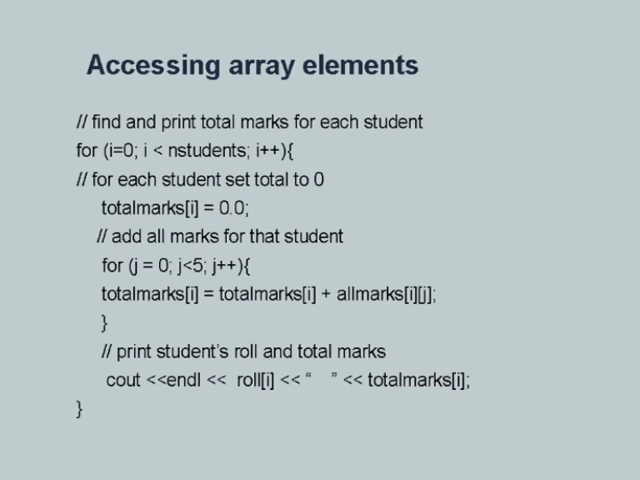 Accessing array elements
// find and print total marks for each student
for (i=0; i < nstudents; i++){
// for each student set total to 0
totalmarks[i] = 0.0;
// add all marks for that student
for (j = 0; j<5; j++){
totalmarks[i] = totalmarks[i] + allmarks[i][j];
}
// print student’s roll and total marks
cout <<endl << roll[i] << “ ” << totalmarks[i];
}